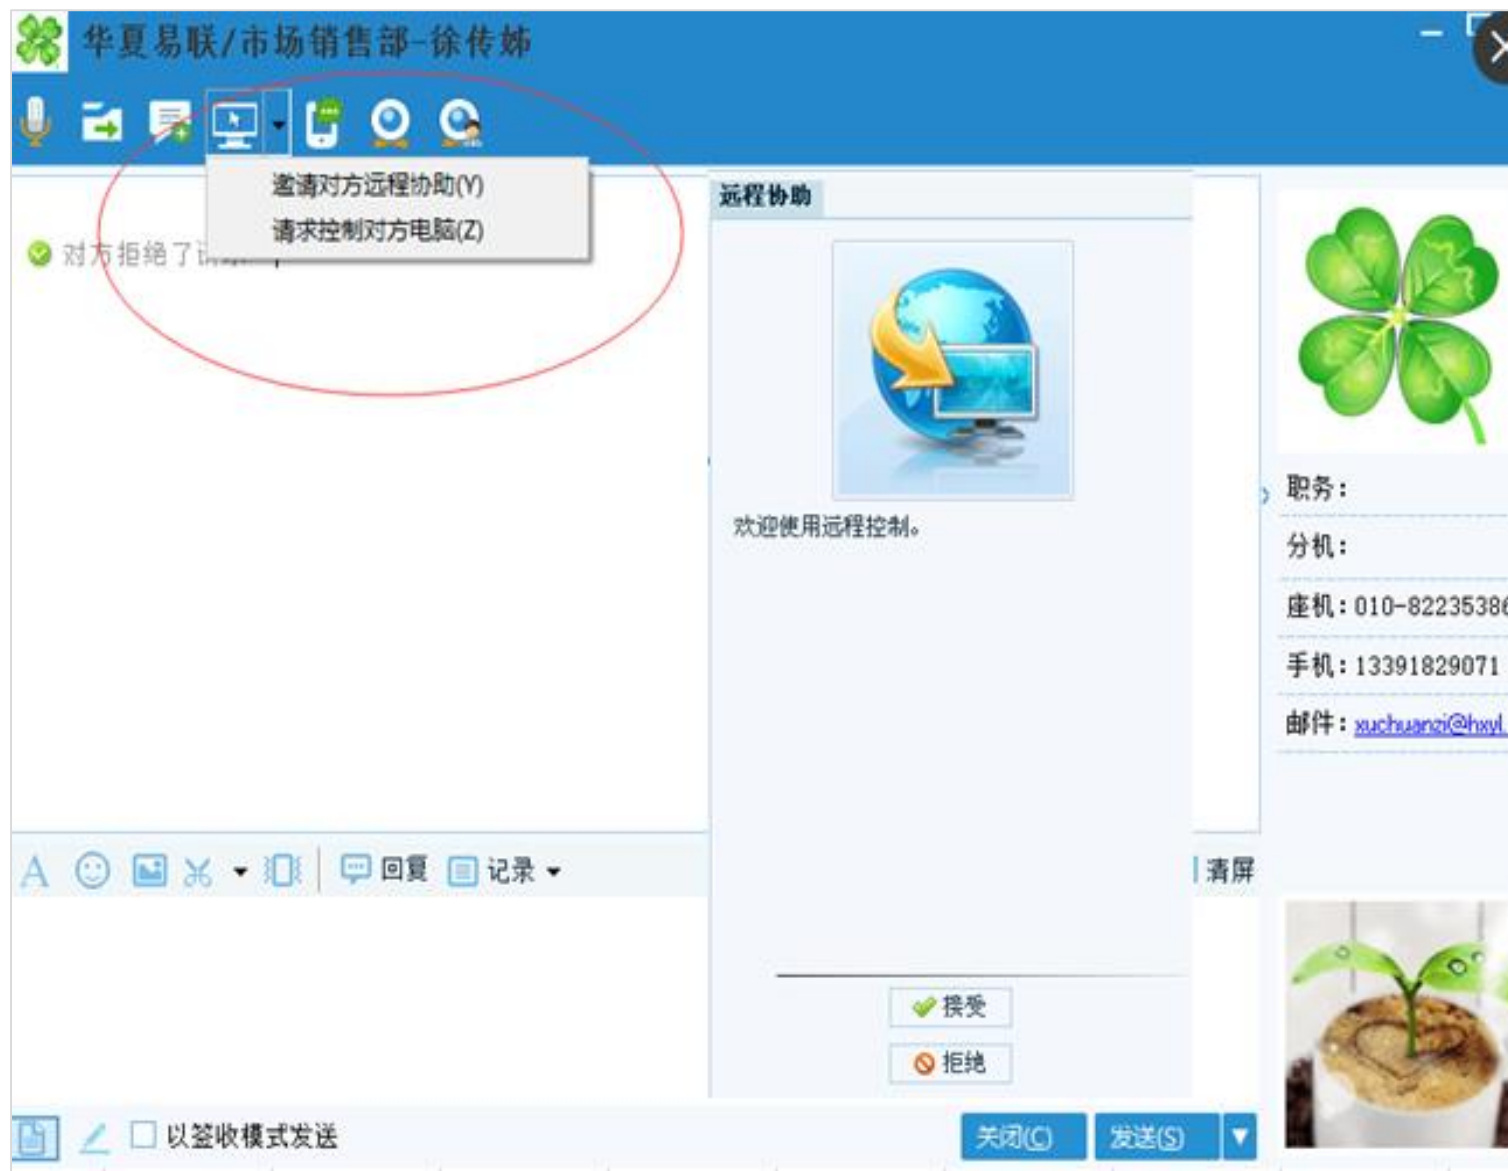 华夏易联/市场销售部-徐传姊
邀请对方远程协助(Y)
请求控制对方电脑(Z)
对方拒绝了
远程协助
欢迎使用远程控制。
接受
拒绝
职务：
分机：
座机：010-82235386
手机：13391829071
邮件：xuchuanzi@hxyl.
A
回复
记录
清屏
以签收模式发送
关闭(C)
发送(S)